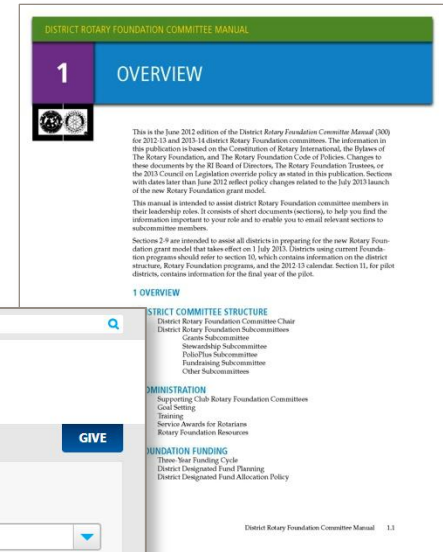 DISTRICT ROTARY FOUNDATION COMMITTEE MANUAL
1
OVERVIEW
This is the June 2012 edition of the District Rotary Foundation Committee Manual (300)
for 2012-13 and 2013-14 district Rotary Foundation committees. The information in
this publication is based on the Constitution of Rotary International, the Bylaws of
The Rotary Foundation, and The Rotary Foundation Code of Policies. Changes to
these documents by the RI Board of Directors, The Rotary Foundation Trustees, or
the 2013 Council on Legislation override policy as stated in this publication. Sections
with dates later than June 2012 reflect policy changes related to the July 2013 launch
of the new Rotary Foundation grant model.
This manual is intended to assist district Rotary Foundation committee members in
their leadership roles. It consists of short documents (sections), to help you find the
information important to your role and to enable you to email relevant sections to
subcommittee members.
Sections 2-9 are intended to assist all districts in preparing for the new Rotary Foun-
dation grant model that takes effect on 1 July 2013. Districts using current Founda-
tion programs should refer to section 10, which contains information on the district
structure, Rotary Foundation programs, and the 2012-13 calendar. Section 11, for pilot
districts, contains information for the final year of the pilot.
1 OVERVIEW
STRICT COMMITTEE STRUCTURE
District Rotary Foundation Committee Chair
District Rotary Foundation Subcommittees
Grants Subcommittee
Stewardship Subcommittee
PolioPlus Subcommittee
Fundraising Subcommittee
Other Subcommittees
MINISTRATION
Supporting Club Rotary Foundation Committees
Goal Setting
Training
Service Awards for Rotarians
Rotary Foundation Resources
GIVE
UNDATION FUNDING
Three-Year Funding Cycle
District Designated Fund Planning
District Designated Fund Allocation Policy
District Rotary Foundation Committee Manual 1.1